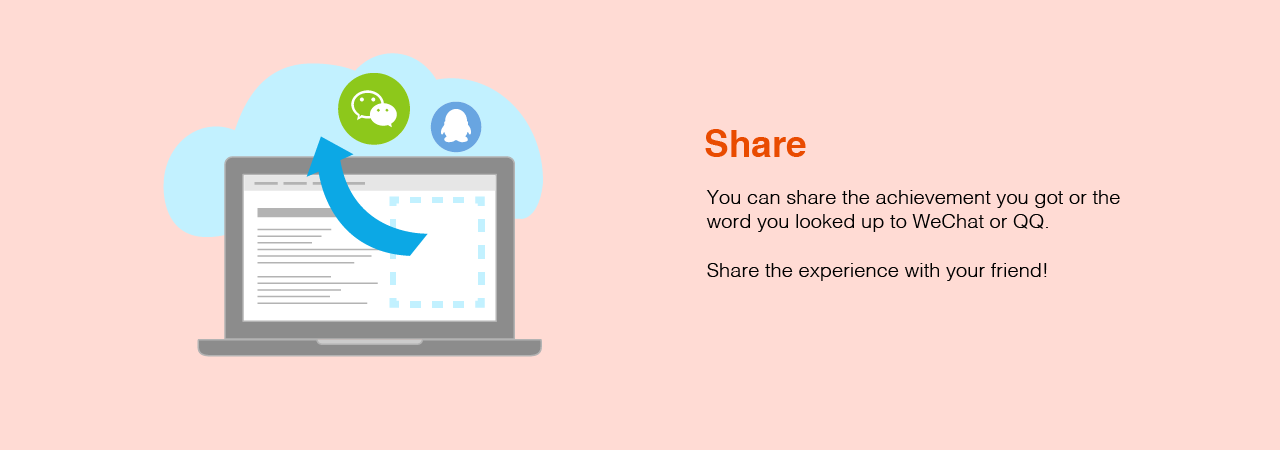 Share
You can share the achievement you got or the
word you looked up to WeChat or QQ.
Share the experience with your friend!